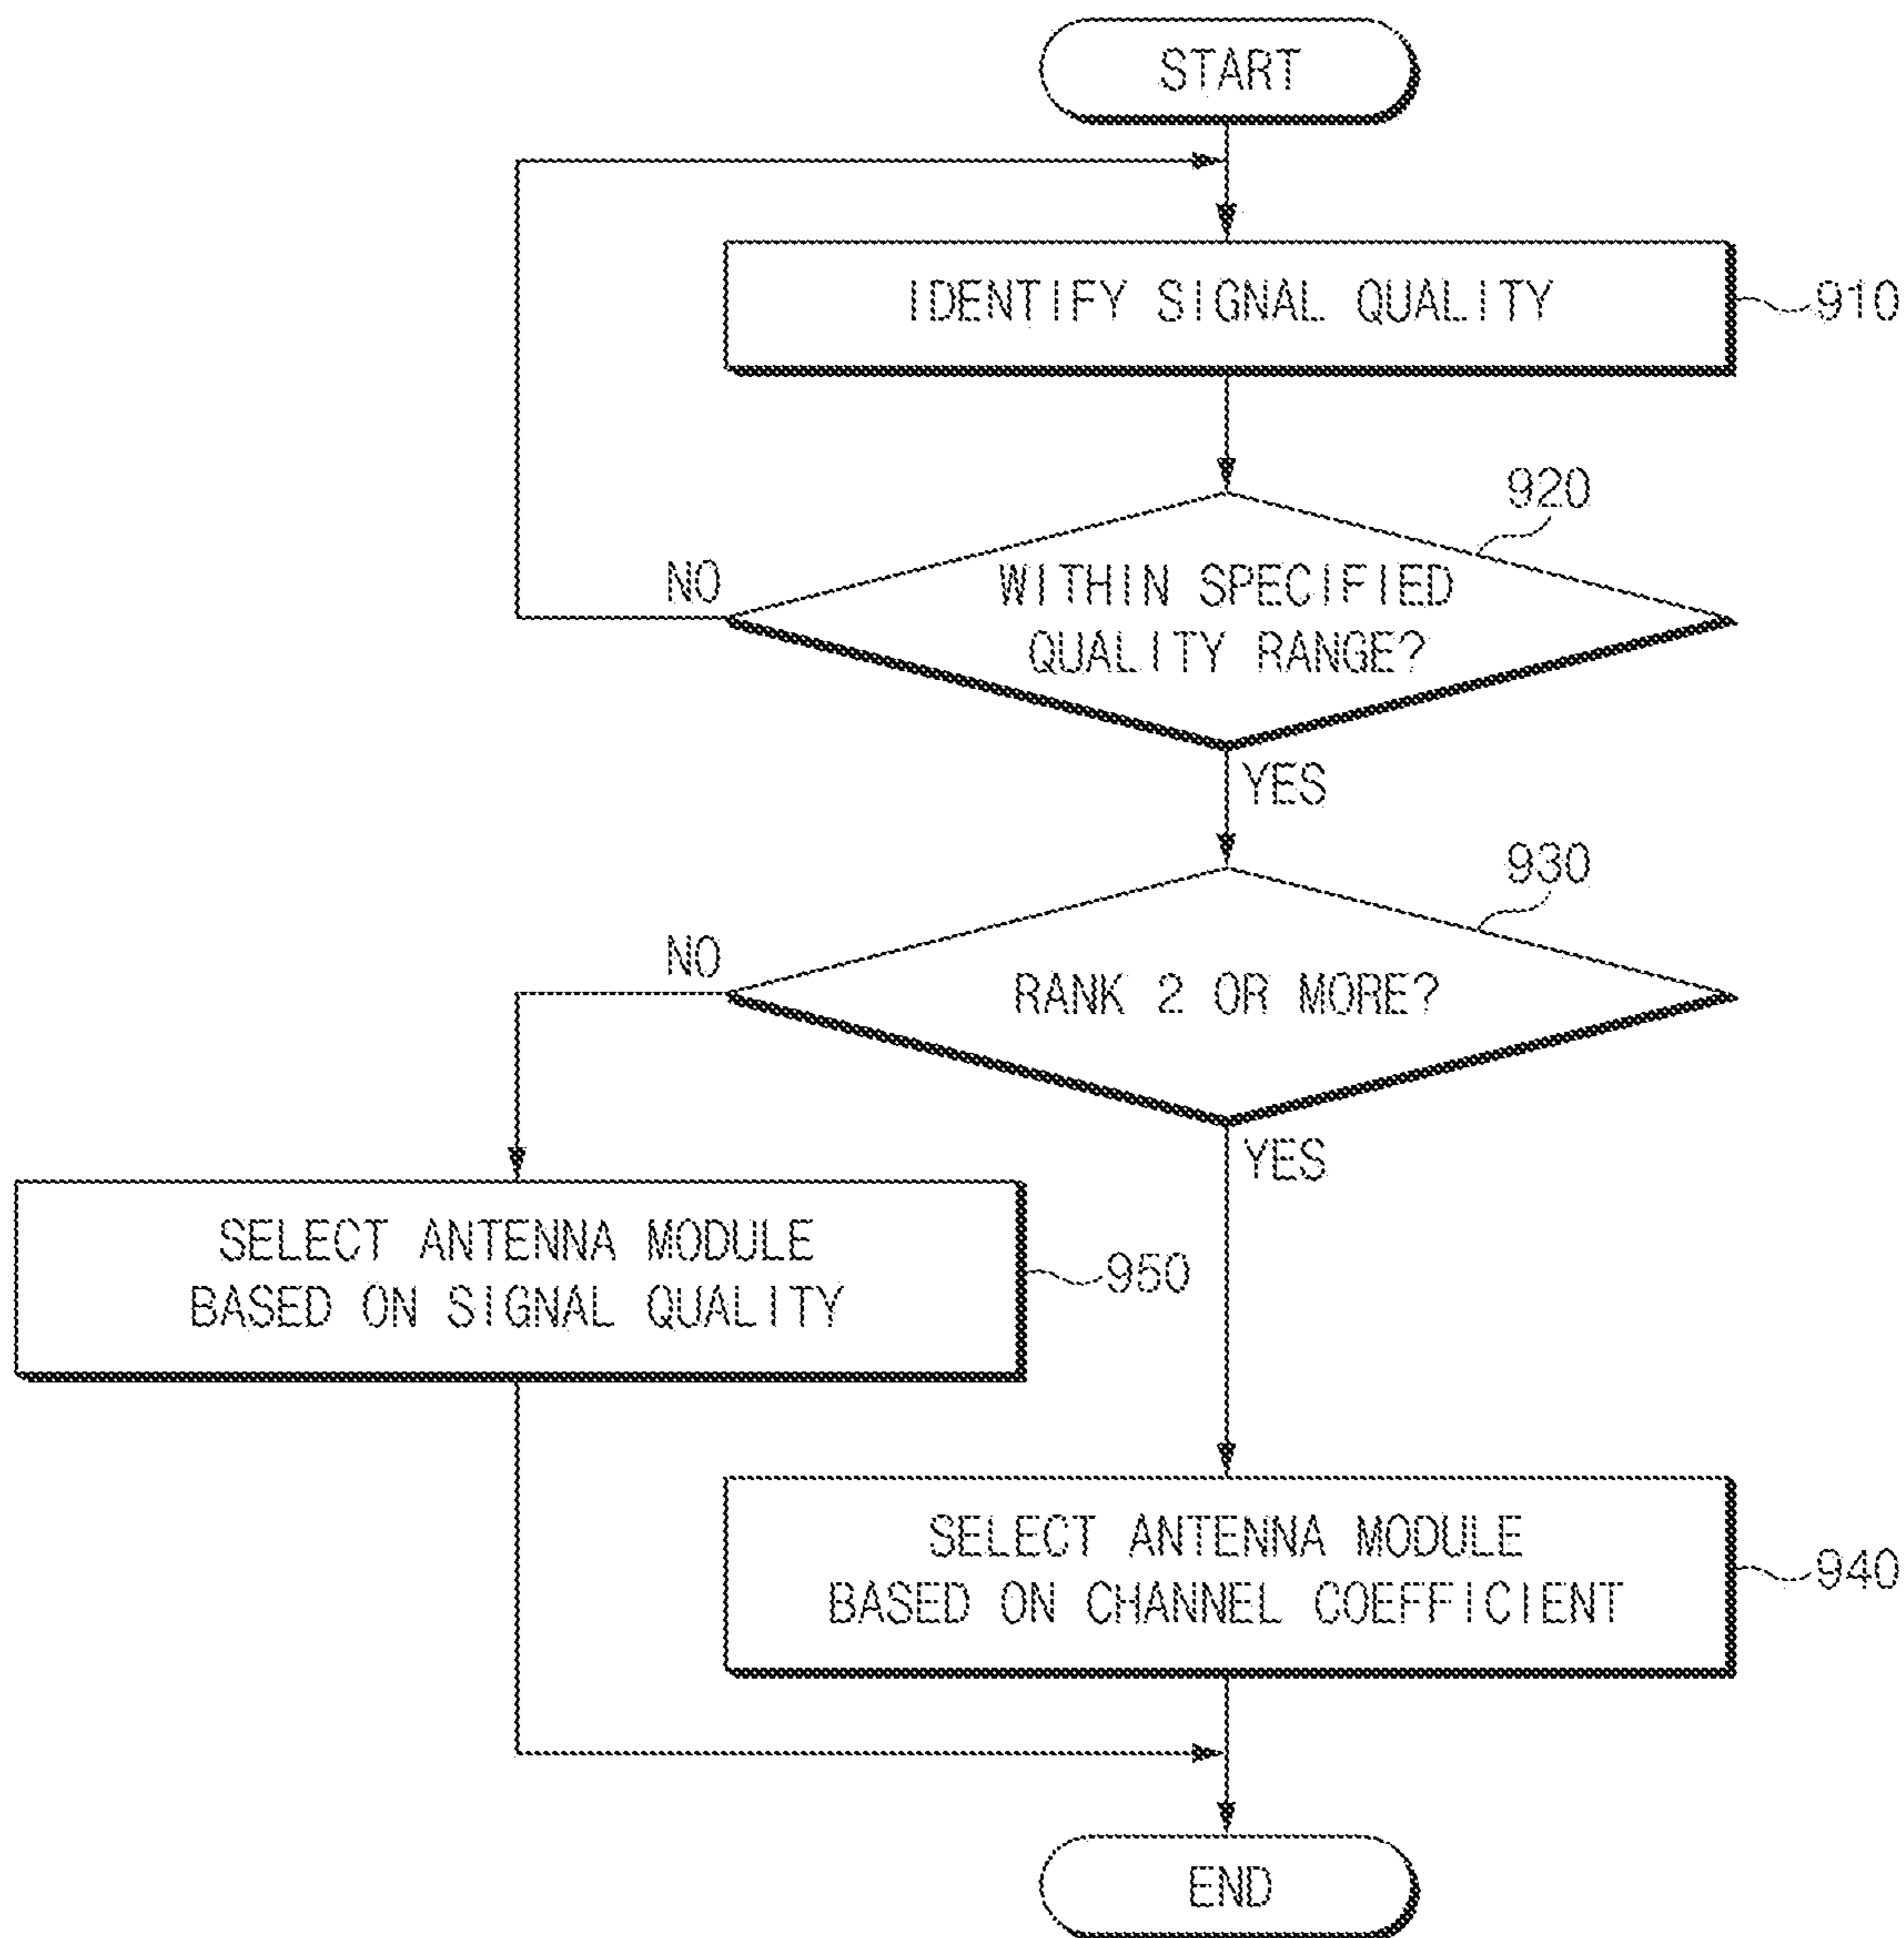 START
IDENTIFY SIGNAL QUALITY
910
920
NO
WITHIN SPECIFIED
QUALITY RANGE?
YES
930
NO
RANK 2 OR MORE?
YES
SELECT ANTENNA MODULE
BASED ON SIGNAL QUALITY
950
SELECT ANTENNA MODULE
BASED ON CHANNEL COEFFICIENT
940
END